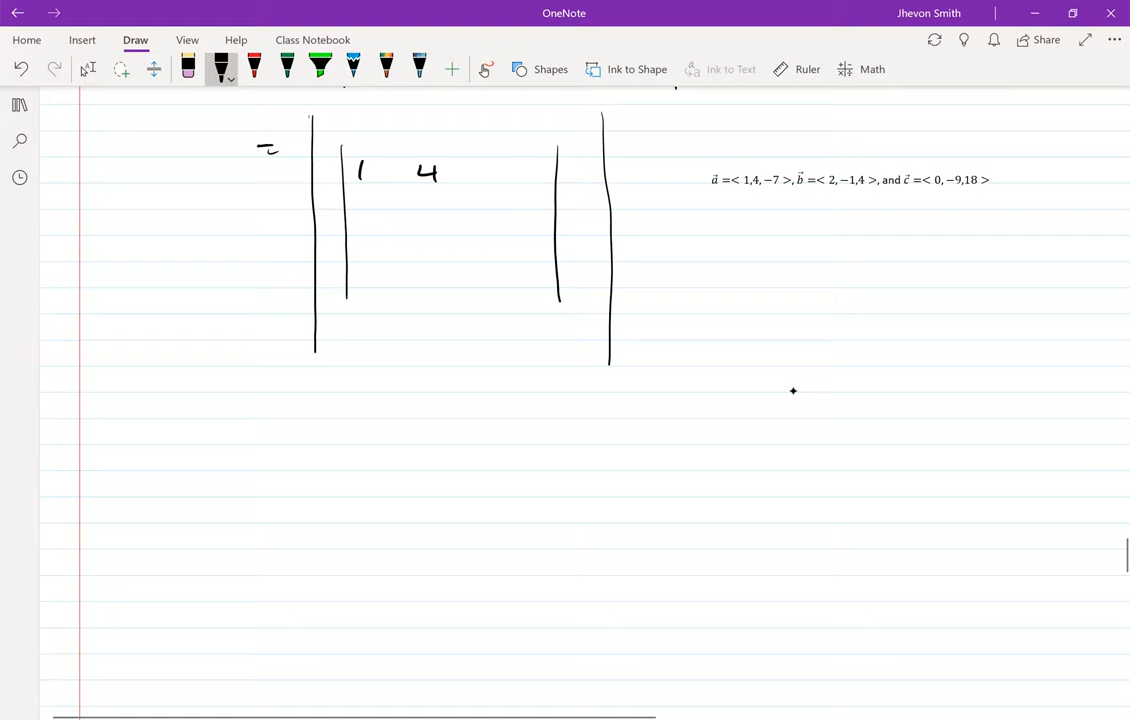 OneNote
Jhevon Smith
Home Insert Draw View Help Class Notebook
Share
Shapes Ink to Shape Ink to Text Ruler Math
= | | 1 4 | |
a⃗ =< 1,4, −7 >, b⃗ =< 2, −1,4 >, and c⃗ =< 0, −9,18 >